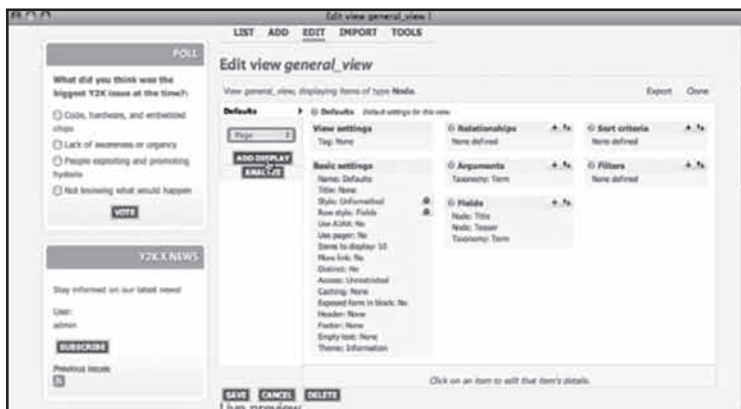 Edit view general_view |
LIST ADD EDIT IMPORT TOOLS
POLL
What did you think was the
biggest Y2K issue at the time?:
Code, hardware, and embedded
chips
Lack of awareness or urgency
People exploiting and promoting
hysteria
Not knowing what would happen
VOTE
Y2K X NEWS
Stay informed on our latest news!
User:
admin
SUBSCRIBE
Previous issues
Edit view general_view
View general_view, displaying items of type Node.
Export Clone
Defaults
Page
ADD DISPLAY
ANALYZE
Defaults Default settings for this view.
View settings
Tag: None
Basic settings
Name: Defaults
Title: None
Style: Unformatted
Row style: Fields
Use AJAX: No
Use pager: No
Items to display: 10
More link: No
Distinct: No
Access: Unrestricted
Caching: None
Exposed form in block: No
Header: None
Footer: None
Empty text: None
Theme: Information
Relationships
None defined
Arguments
Taxonomy: Term
Fields
Node: Title
Node: Teaser
Taxonomy: Term
Sort criteria
None defined
Filters
None defined
Click on an item to edit that item's details.
SAVE CANCEL DELETE
Live preview